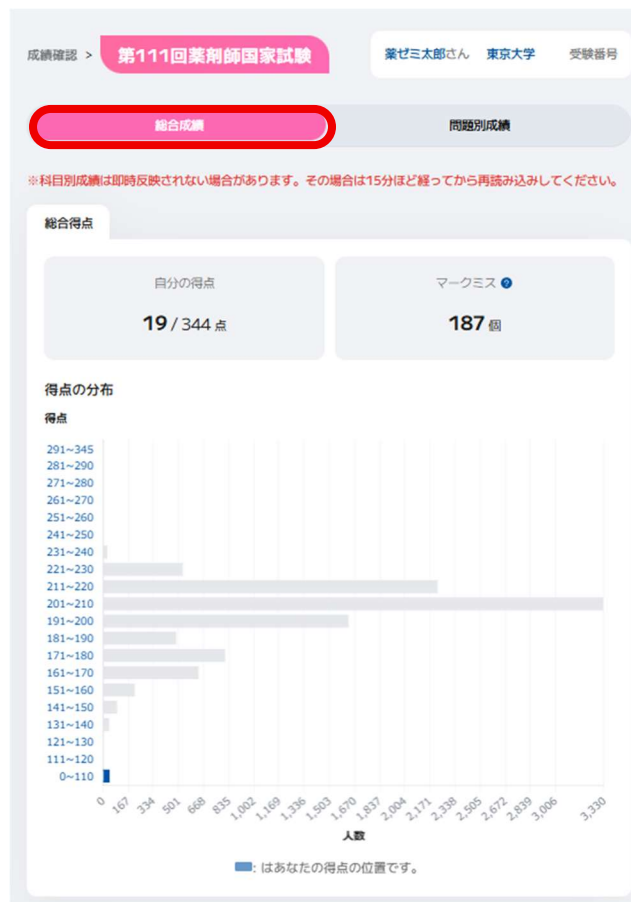 成績確認 > 第111回薬剤師国家試験
薬ゼミ太郎さん 東京大学 受験番号
総合成績 問題別成績
※科目別成績は即時反映されない場合があります。その場合は15分ほど経ってから再読み込みしてください。
総合得点
自分の得点 マークミス ?
19 / 344 点 187 個
得点の分布
得点
291~345
281~290
271~280
261~270
251~260
241~250
231~240
221~230
211~220
201~210
191~200
181~190
171~180
161~170
151~160
141~150
131~140
121~130
111~120
0~110
0 167 334 501 668 835 1,002 1,169 1,336 1,503 1,670 1,837 2,004 2,171 2,338 2,505 2,672 2,839 3,006 3,330
人数
: はあなたの得点の位置です。